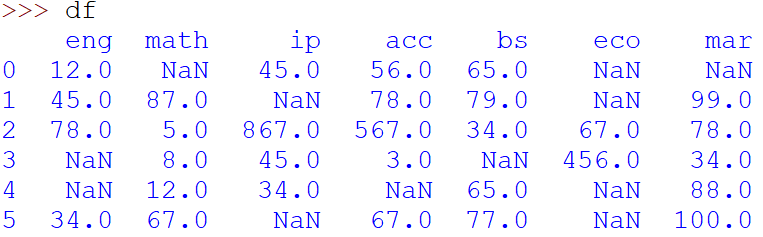 >>> df
    eng  math     ip    acc    bs    eco    mar
0  12.0   NaN   45.0   56.0  65.0    NaN    NaN
1  45.0  87.0    NaN   78.0  79.0    NaN   99.0
2  78.0   5.0  867.0  567.0  34.0   67.0   78.0
3   NaN   8.0   45.0    3.0   NaN  456.0   34.0
4   NaN  12.0   34.0    NaN  65.0    NaN   88.0
5  34.0  67.0    NaN   67.0  77.0    NaN  100.0